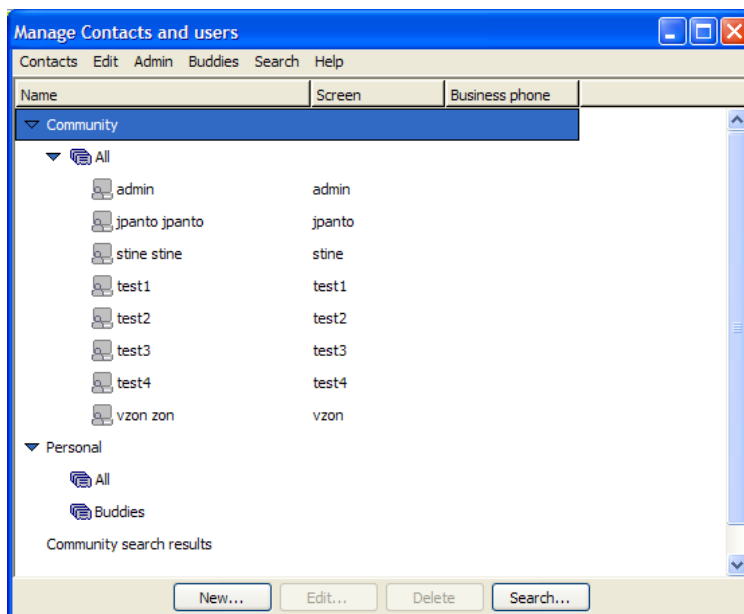 Manage Contacts and users
Contacts Edit Admin Buddies Search Help
Name Screen Business phone
Community
All
admin admin
jpanto jpanto jpanto
stine stine stine
test1 test1
test2 test2
test3 test3
test4 test4
vzon zon vzon
Personal
All
Buddies
Community search results
New... Edit... Delete Search...